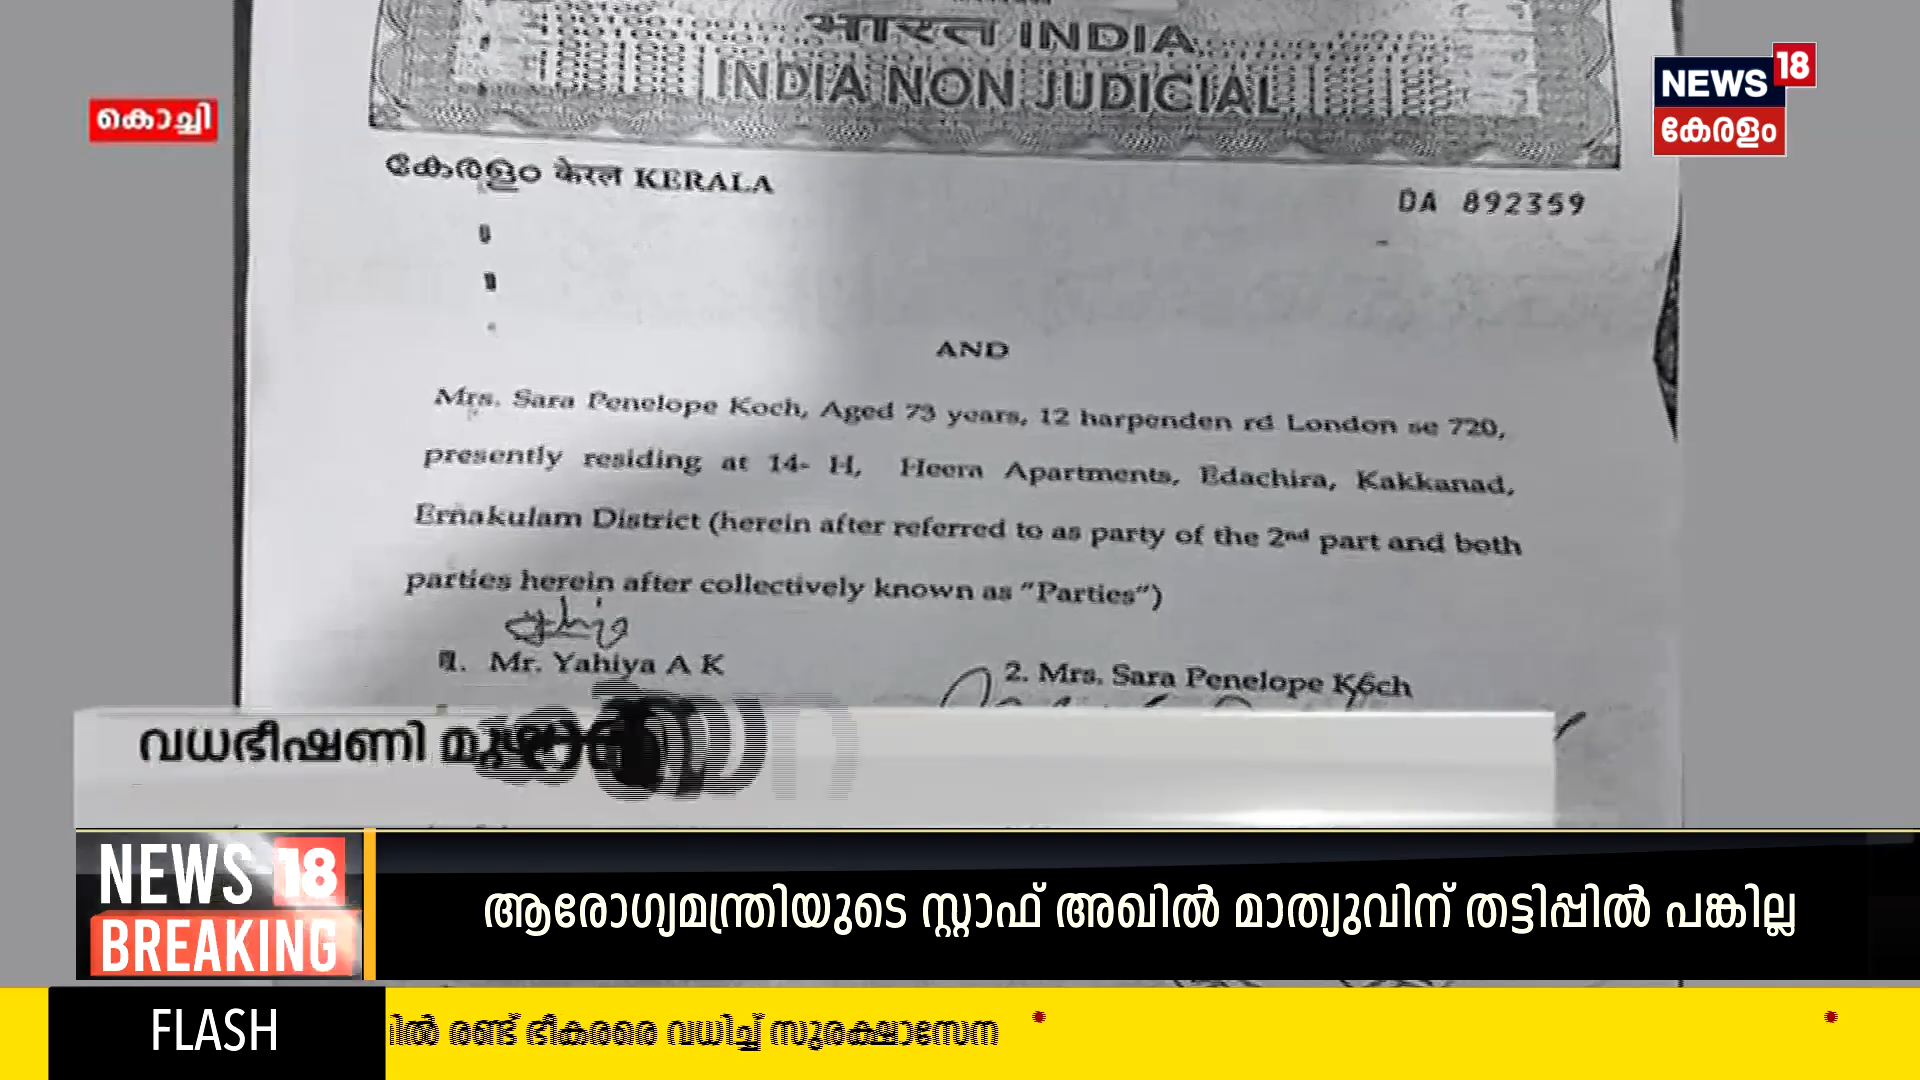 भारत INDIA
INDIA NON JUDICIAL
NEWS 18
കേരളം
കൊച്ചി
കേരളം केरल KERALA
DA 892359
AND
Mrs. Sara Penelope Koch, Aged 73 years, 12 harpenden rd London se 720,
presently residing at 14- H, Heera Apartments, Edachira, Kakkanad,
Ernakulam District (herein after referred to as party of the 2nd part and both
parties herein after collectively known as "Parties")
1. Mr. Yahiya A K
2. Mrs. Sara Penelope Koch
വധഭീഷണി
NEWS 18
BREAKING
ആരോഗ്യമന്ത്രിയുടെ സ്റ്റാഫ് അഖിൽ മാത്യുവിന് തട്ടിപ്പിൽ പങ്കില്ല
FLASH
രണ്ട് ഭീകരരെ വധിച്ച് സുരക്ഷാസേന